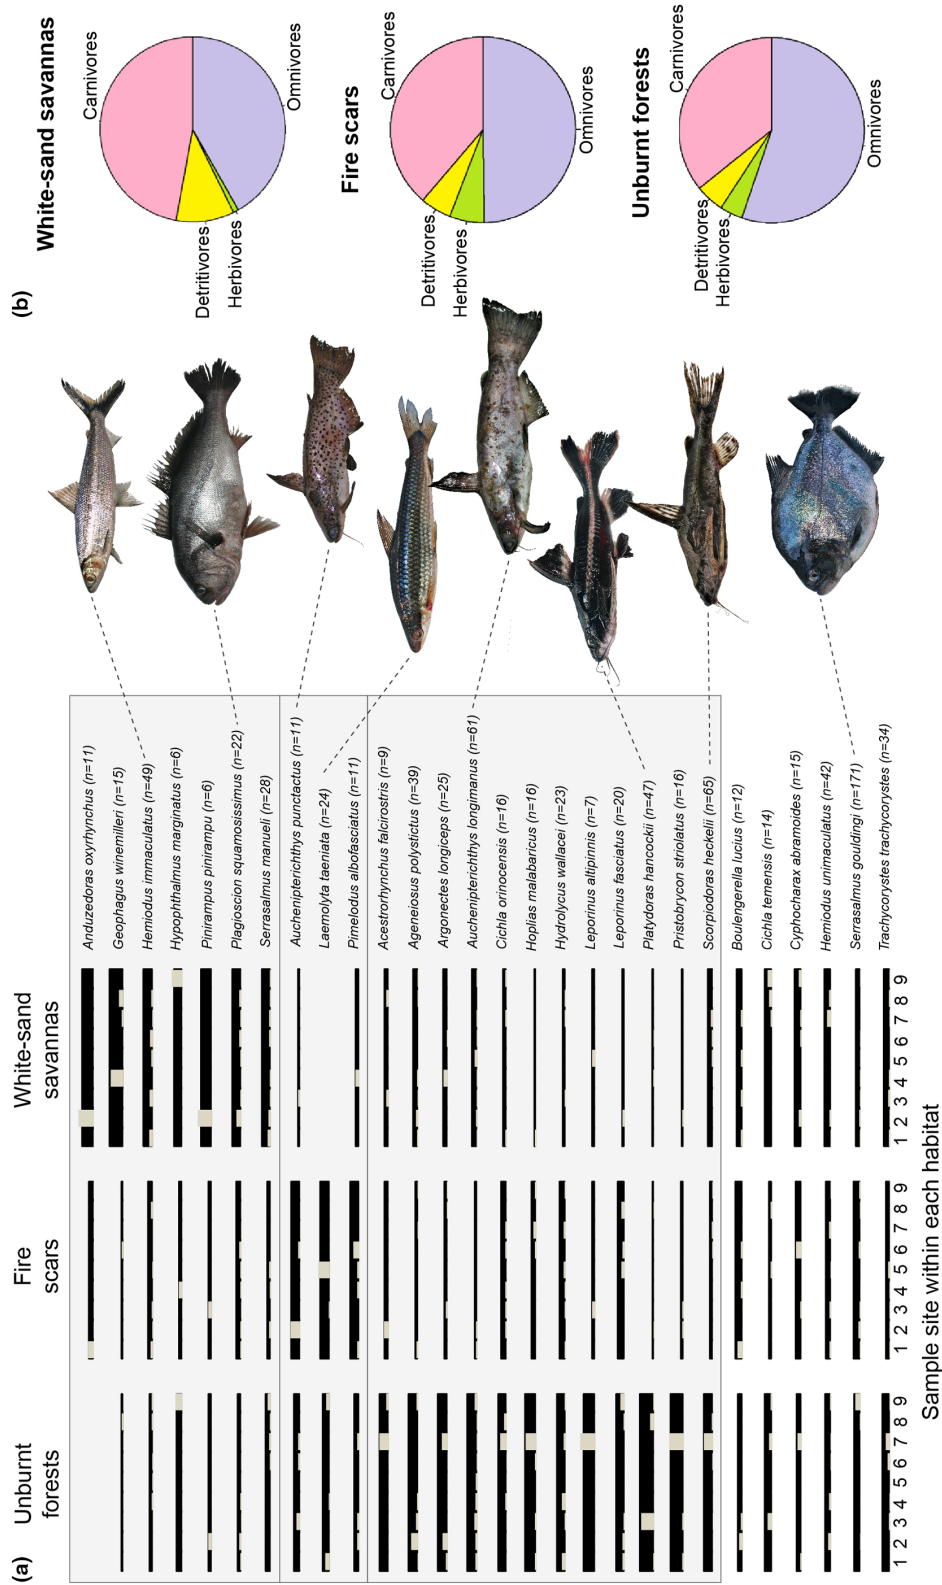 (a)
Unburnt
forests
Fire
scars
White-sand
savannas
Anduzedoras oxyrhynchus (n=11)
Geophagus winemilleri (n=15)
Hemiodus immaculatus (n=49)
Hypophthalmus marginatus (n=6)
Pinirampus pinirampu (n=6)
Plagioscion squamosissimus (n=22)
Serrasalmus manueli (n=28)
Auchenipterichthys punctactus (n=11)
Laemolyta taeniata (n=24)
Pimelodus albofasciatus (n=11)
Acestrorhynchus falcirostris (n=9)
Ageneiosus polystictus (n=39)
Argonectes longiceps (n=25)
Auchenipterichthys longimanus (n=61)
Cichla orinocensis (n=16)
Hoplias malabaricus (n=16)
Hydrolycus wallacei (n=23)
Leporinus altipinnis (n=7)
Leporinus fasciatus (n=20)
Platydoras hancockii (n=47)
Pristobrycon striolatus (n=16)
Scorpiodoras heckelii (n=65)
Boulengerella lucius (n=12)
Cichla temensis (n=14)
Cyphocharax abramoides (n=15)
Hemiodus unimaculatus (n=42)
Serrasalmus gouldingi (n=171)
Trachycorystes trachycorystes (n=34)
1 2 3 4 5 6 7 8 9
1 2 3 4 5 6 7 8 9
1 2 3 4 5 6 7 8 9
Sample site within each habitat
(b)
White-sand savannas
Carnivores
Detritivores
Herbivores
Omnivores
Fire scars
Carnivores
Detritivores
Herbivores
Omnivores
Unburnt forests
Carnivores
Detritivores
Herbivores
Omnivores